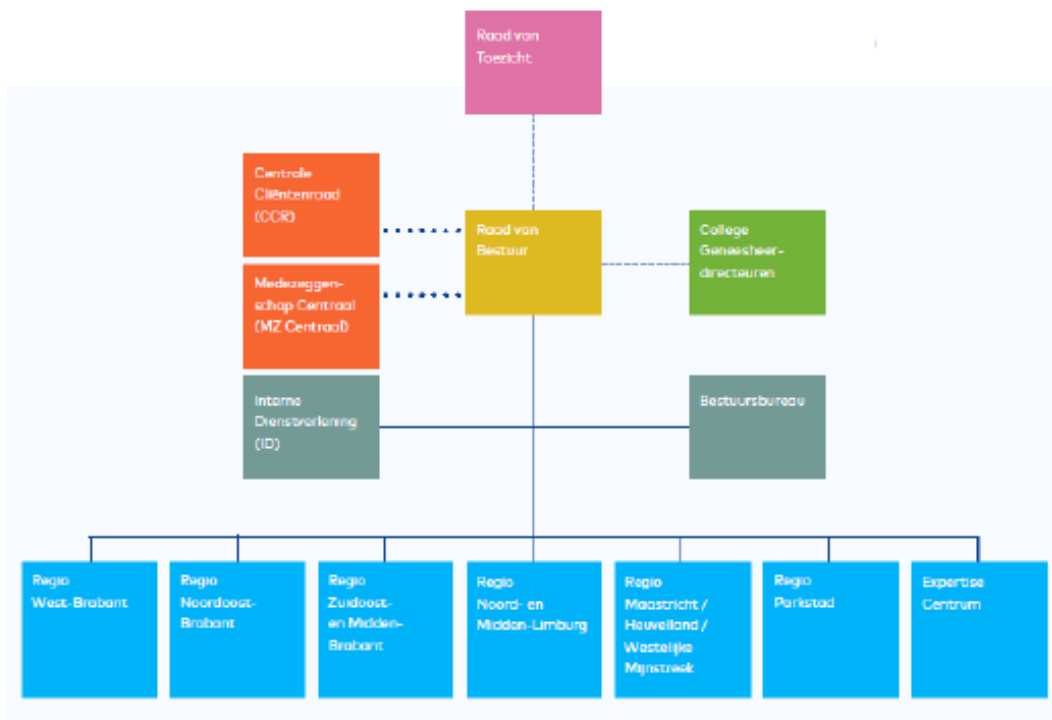 Raad van
Toezicht
Centrale
Cliëntenraad
(CCR)
Raad van
Bestuur
College
Geneesheer-
directeuren
Medezeggen-
schap Centraal
(MZ Centraal)
Interne
Dienstverlening
(ID)
Bestuursbureau
Regio
West-Brabant
Regio
Noordoost-
Brabant
Regio
Zuidoost-
en Midden-
Brabant
Regio
Noord- en
Midden-Limburg
Regio
Maastricht /
Heuvelland /
Westelijke
Mijnstreek
Regio
Parkstad
Expertise
Centrum